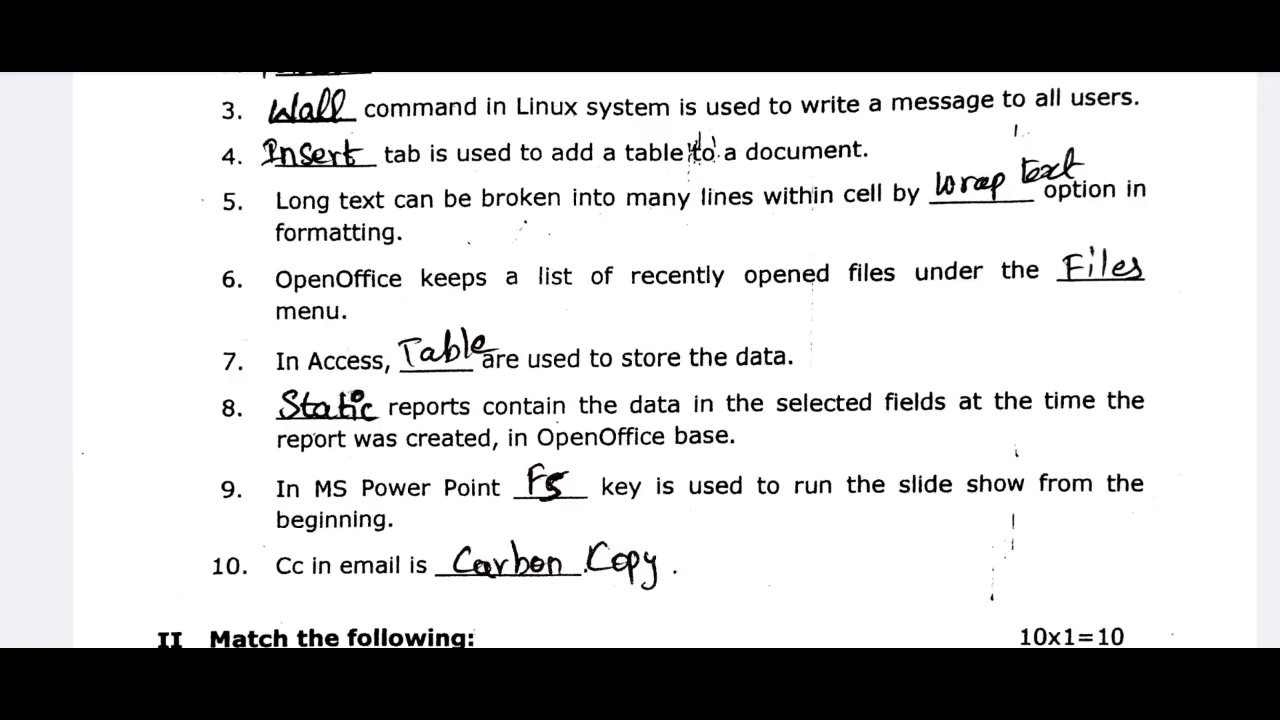 3. Wall command in Linux system is used to write a message to all users.
4. Insert tab is used to add a table to a document.
5. Long text can be broken into many lines within cell by wrap text option in
formatting.
6. OpenOffice keeps a list of recently opened files under the Files
menu.
7. In Access, Table are used to store the data.
8. Static reports contain the data in the selected fields at the time the
report was created, in OpenOffice base.
9. In MS Power Point F5 key is used to run the slide show from the
beginning.
10. Cc in email is Carbon Copy.
II Match the following: 10x1=10